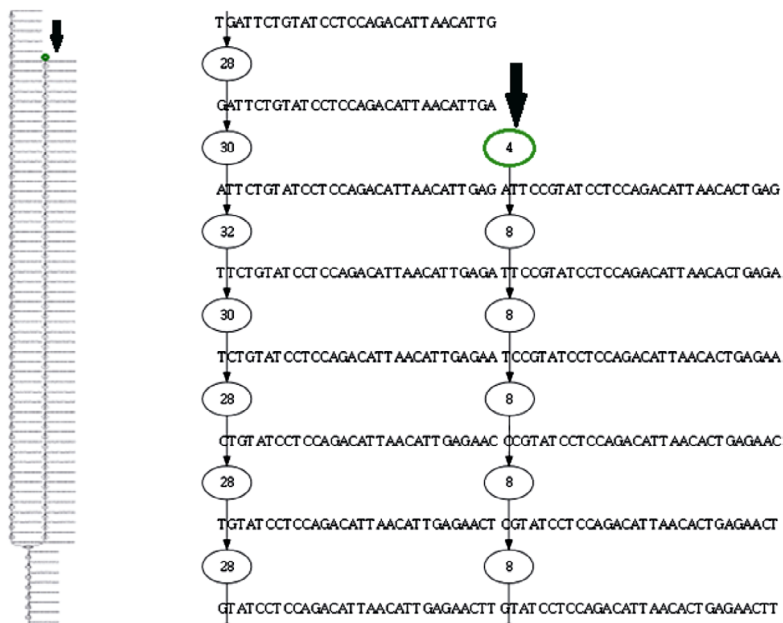 TGATTCTGTATCCTCCAGACATTAACATTG
28
GATTCTGTATCCTCCAGACATTAACATTGA
30 4
ATTCTGTATCCTCCAGACATTAACATTGAG ATTCCGTATCCTCCAGACATTAACACTGAG
32 8
TTCTGTATCCTCCAGACATTAACATTGAGA TTCCGTATCCTCCAGACATTAACACTGAGA
30 8
TCTGTATCCTCCAGACATTAACATTGAGAA TCCGTATCCTCCAGACATTAACACTGAGAA
28 8
CTGTATCCTCCAGACATTAACATTGAGAAC CCGTATCCTCCAGACATTAACACTGAGAAC
28 8
TGTATCCTCCAGACATTAACATTGAGAACT CGTATCCTCCAGACATTAACACTGAGAACT
28 8
GTATCCTCCAGACATTAACATTGAGAACTT GTATCCTCCAGACATTAACACTGAGAACTT